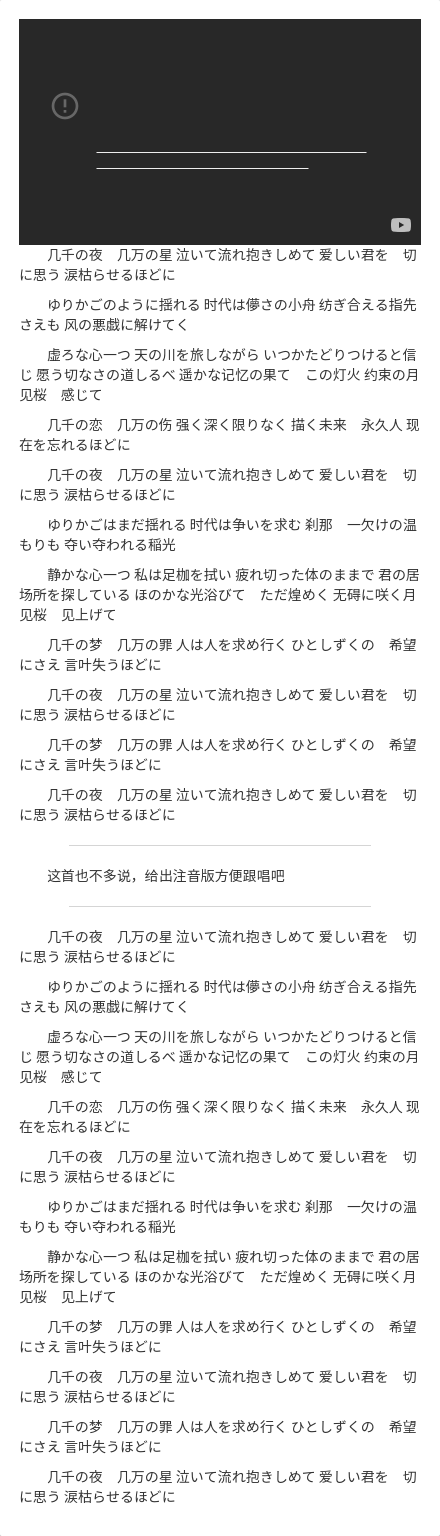 几千の夜　几万の星 泣いて流れ抱きしめて 爱しい君を　切
に思う 涙枯らせるほどに
ゆりかごのように揺れる 时代は儚さの小舟 纺ぎ合える指先
さえも 风の悪戯に解けてく
虚ろな心一つ 天の川を旅しながら いつかたどりつけると信
じ 愿う切なさの道しるべ 遥かな记忆の果て　この灯火 约束の月
见桜　感じて
几千の恋　几万の伤 强く深く限りなく 描く未来　永久人 现
在を忘れるほどに
几千の夜　几万の星 泣いて流れ抱きしめて 爱しい君を　切
に思う 涙枯らせるほどに
ゆりかごはまだ揺れる 时代は争いを求む 刹那　一欠けの温
もりも 夺い夺われる稲光
静かな心一つ 私は足枷を拭い 疲れ切った体のままで 君の居
场所を探している ほのかな光浴びて　ただ煌めく 无碍に咲く月
见桜　见上げて
几千の梦　几万の罪 人は人を求め行く ひとしずくの　希望
にさえ 言叶失うほどに
几千の夜　几万の星 泣いて流れ抱きしめて 爱しい君を　切
に思う 涙枯らせるほどに
几千の梦　几万の罪 人は人を求め行く ひとしずくの　希望
にさえ 言叶失うほどに
几千の夜　几万の星 泣いて流れ抱きしめて 爱しい君を　切
に思う 涙枯らせるほどに
这首也不多说，给出注音版方便跟唱吧
几千の夜　几万の星 泣いて流れ抱きしめて 爱しい君を　切
に思う 涙枯らせるほどに
ゆりかごのように揺れる 时代は儚さの小舟 纺ぎ合える指先
さえも 风の悪戯に解けてく
虚ろな心一つ 天の川を旅しながら いつかたどりつけると信
じ 愿う切なさの道しるべ 遥かな记忆の果て　この灯火 约束の月
见桜　感じて
几千の恋　几万の伤 强く深く限りなく 描く未来　永久人 现
在を忘れるほどに
几千の夜　几万の星 泣いて流れ抱きしめて 爱しい君を　切
に思う 涙枯らせるほどに
ゆりかごはまだ揺れる 时代は争いを求む 刹那　一欠けの温
もりも 夺い夺われる稲光
静かな心一つ 私は足枷を拭い 疲れ切った体のままで 君の居
场所を探している ほのかな光浴びて　ただ煌めく 无碍に咲く月
见桜　见上げて
几千の梦　几万の罪 人は人を求め行く ひとしずくの　希望
にさえ 言叶失うほどに
几千の夜　几万の星 泣いて流れ抱きしめて 爱しい君を　切
に思う 涙枯らせるほどに
几千の梦　几万の罪 人は人を求め行く ひとしずくの　希望
にさえ 言叶失うほどに
几千の夜　几万の星 泣いて流れ抱きしめて 爱しい君を　切
に思う 涙枯らせるほどに